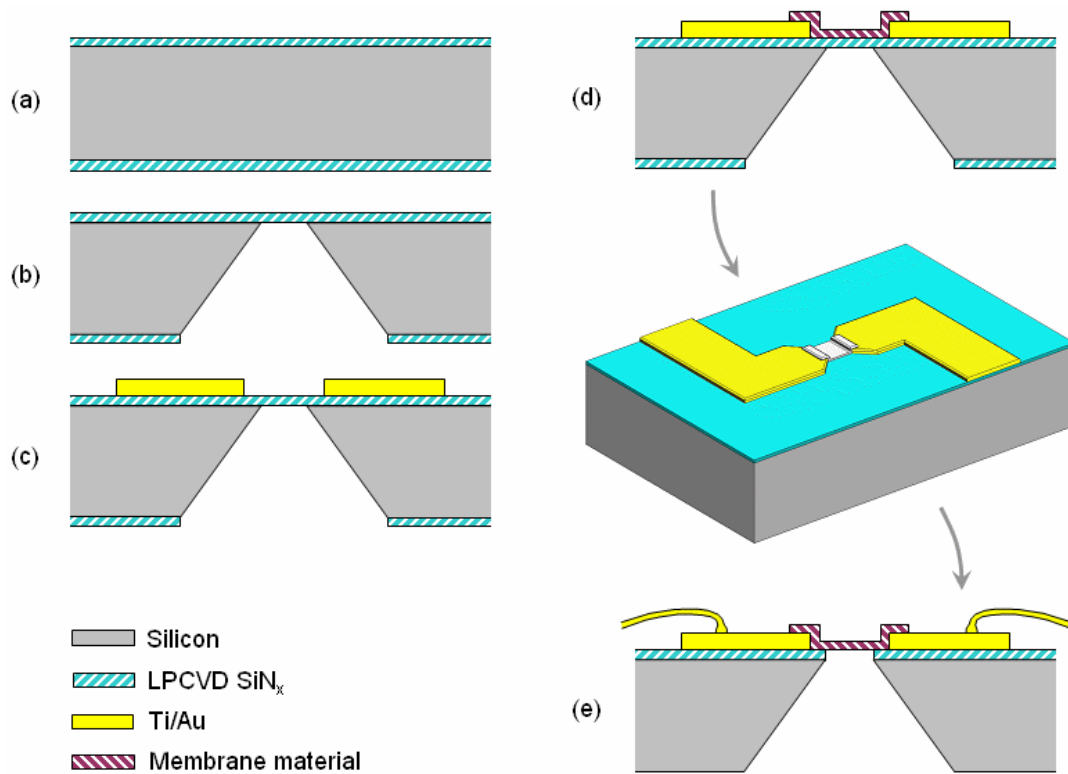 (a)
(b)
(c)
(d)
(e)
Silicon
LPCVD SiNₓ
Ti/Au
Membrane material